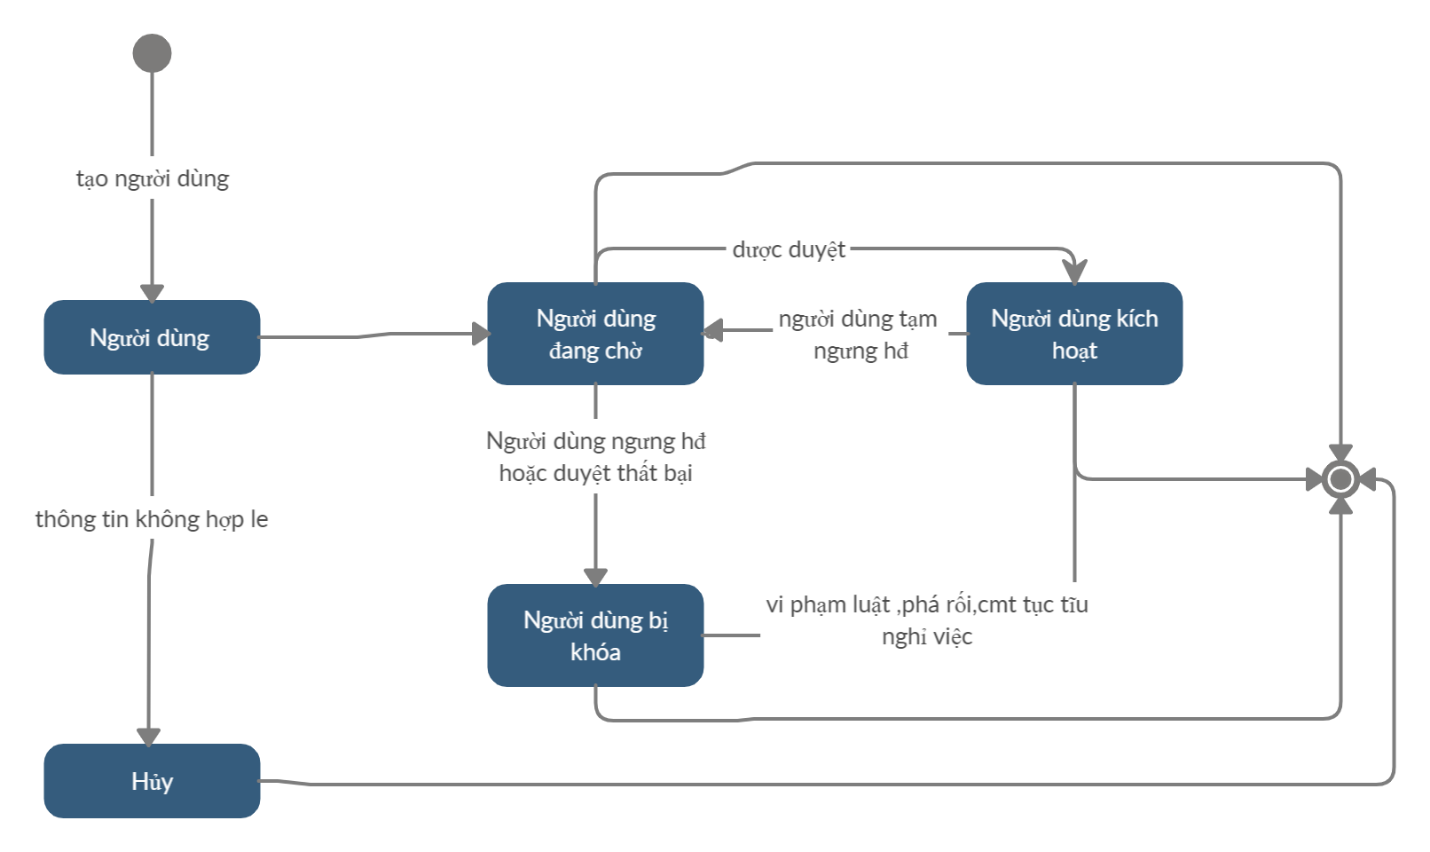 tạo người dùng
dược duyệt
Người dùng
Người dùng
đang chờ
người dùng tạm
ngưng hđ
Người dùng kích
hoạt
Người dùng ngưng hđ
hoặc duyệt thất bại
thông tin không hợp le
Người dùng bị
khóa
vi phạm luật ,phá rối,cmt tục tĩu
nghỉ việc
Hủy